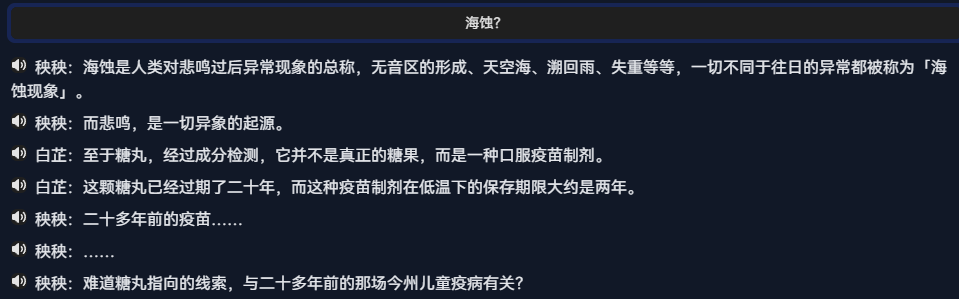 海蚀?
秧秧：海蚀是人类对悲鸣过后异常现象的总称，无音区的形成、天空海、溯回雨、失重等等，一切不同于往日的异常都被称为「海
蚀现象」。
秧秧：而悲鸣，是一切异象的起源。
白芷：至于糖丸，经过成分检测，它并不是真正的糖果，而是一种口服疫苗制剂。
白芷：这颗糖丸已经过期了二十年，而这种疫苗制剂在低温下的保存期限大约是两年。
秧秧：二十多年前的疫苗……
秧秧：……
秧秧：难道糖丸指向的线索，与二十多年前的那场今州儿童疫病有关?